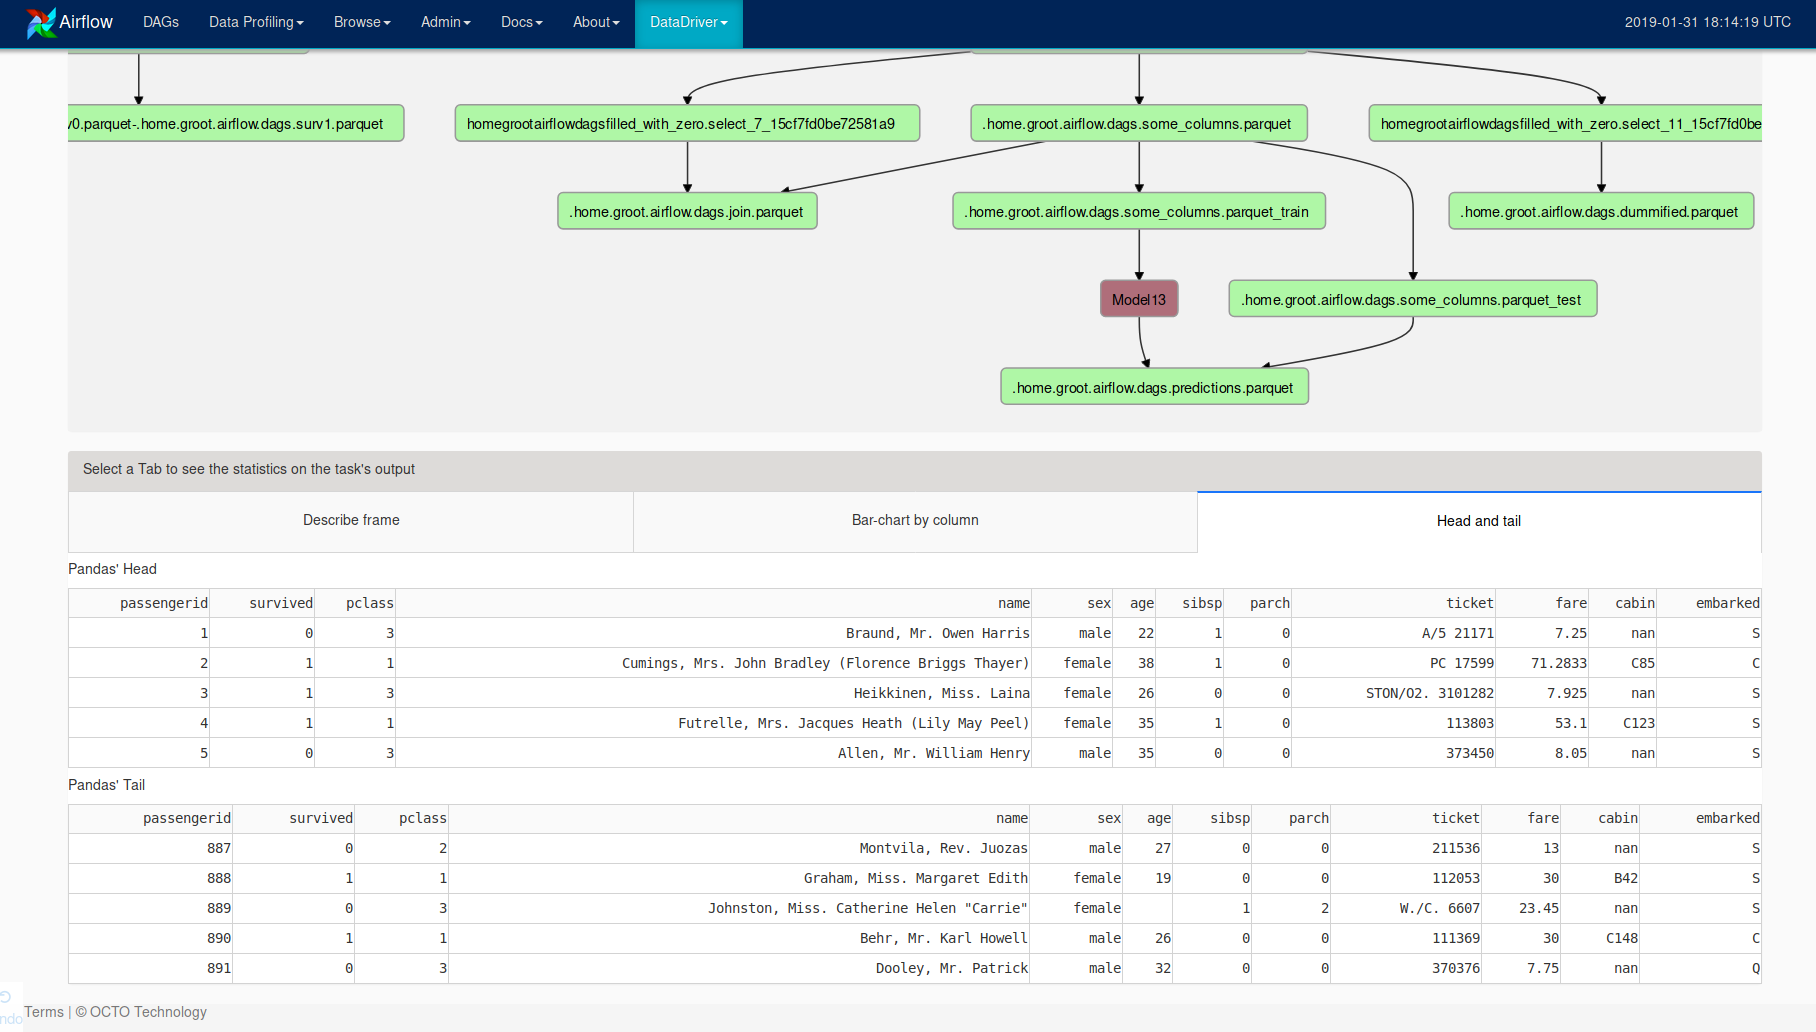 Airflow DAGs Data Profiling Browse Admin Docs About DataDriver 2019-01-31 18:14:19 UTC
v0.parquet-.home.groot.airflow.dags.surv1.parquet homegrootairflowdagsfilled_with_zero.select_7_15cf7fd0be72581a9 .home.groot.airflow.dags.some_columns.parquet homegrootairflowdagsfilled_with_zero.select_11_15cf7fd0be
.home.groot.airflow.dags.join.parquet .home.groot.airflow.dags.some_columns.parquet_train .home.groot.airflow.dags.dummified.parquet
Model13 .home.groot.airflow.dags.some_columns.parquet_test
.home.groot.airflow.dags.predictions.parquet
Select a Tab to see the statistics on the task's output
Describe frame Bar-chart by column Head and tail
Pandas' Head
passengerid survived pclass name sex age sibsp parch ticket fare cabin embarked
1 0 3 Braund, Mr. Owen Harris male 22 1 0 A/5 21171 7.25 nan S
2 1 1 Cumings, Mrs. John Bradley (Florence Briggs Thayer) female 38 1 0 PC 17599 71.2833 C85 C
3 1 3 Heikkinen, Miss. Laina female 26 0 0 STON/O2. 3101282 7.925 nan S
4 1 1 Futrelle, Mrs. Jacques Heath (Lily May Peel) female 35 1 0 113803 53.1 C123 S
5 0 3 Allen, Mr. William Henry male 35 0 0 373450 8.05 nan S
Pandas' Tail
passengerid survived pclass name sex age sibsp parch ticket fare cabin embarked
887 0 2 Montvila, Rev. Juozas male 27 0 0 211536 13 nan S
888 1 1 Graham, Miss. Margaret Edith female 19 0 0 112053 30 B42 S
889 0 3 Johnston, Miss. Catherine Helen "Carrie" female 1 2 W./C. 6607 23.45 nan S
890 1 1 Behr, Mr. Karl Howell male 26 0 0 111369 30 C148 C
891 0 3 Dooley, Mr. Patrick male 32 0 0 370376 7.75 nan Q
ndo Terms | © OCTO Technology